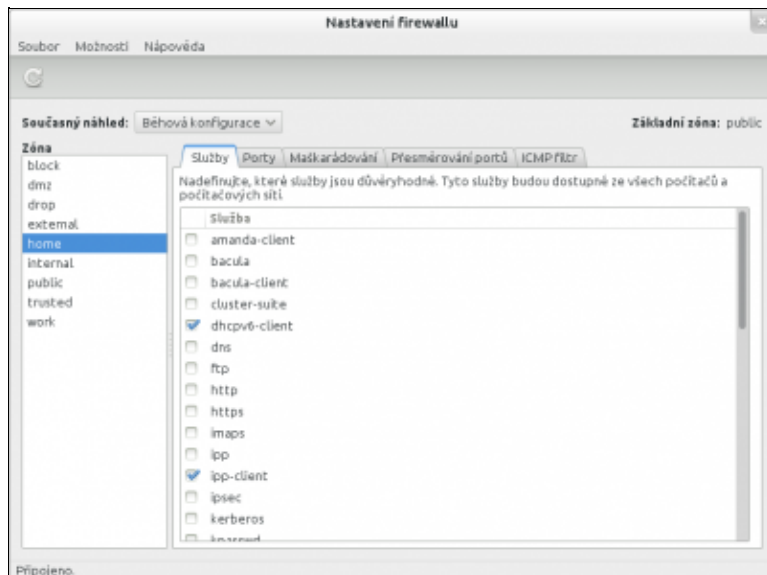 Nastavení firewallu
Soubor Možnosti Nápověda
Současný náhled: Běhová konfigurace Základní zóna: public
Zóna
block
dmz
drop
external
home
internal
public
trusted
work
Služby Porty Maškarádování Přesměrování portů ICMP filtr
Nadefinujte, které služby jsou důvěryhodné. Tyto služby budou dostupné ze všech počítačů a
počítačových sítí.
Služba
amanda-client
bacula
bacula-client
cluster-suite
dhcpv6-client
dns
ftp
http
https
imaps
ipp
ipp-client
ipsec
kerberos
kpasswd
Připojeno.